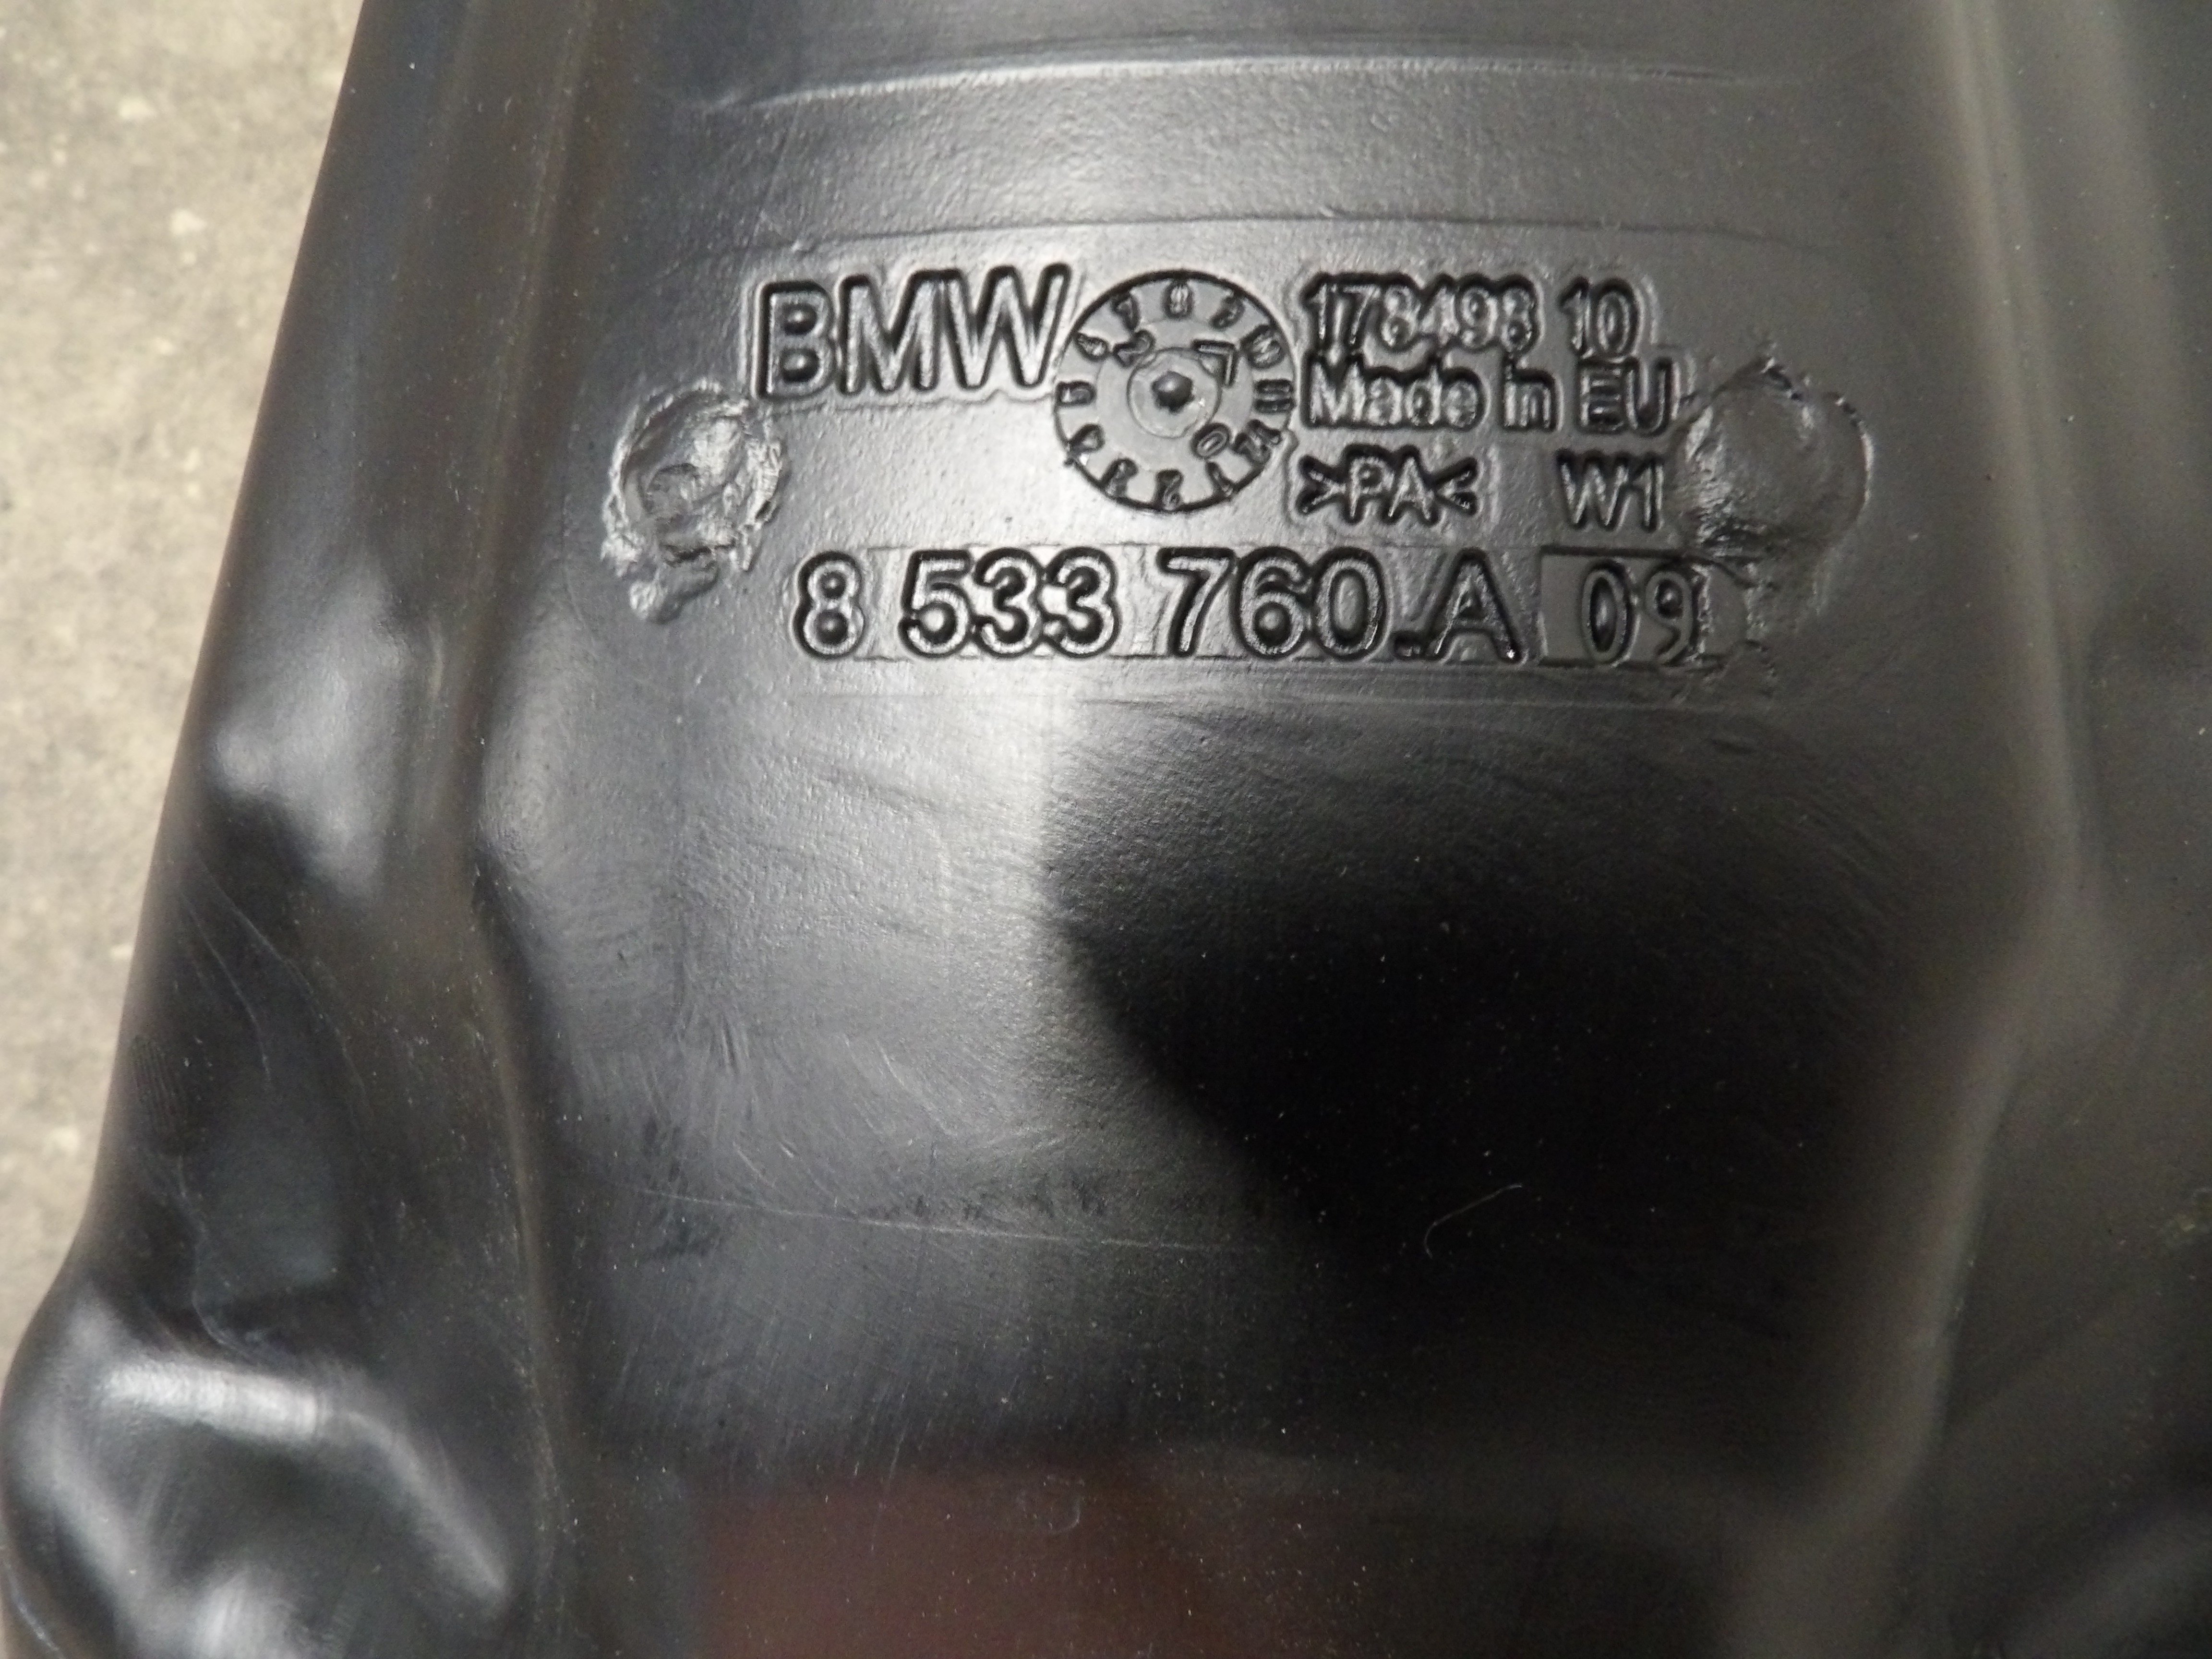 BMW
178498 10
Made in EU
>PA< W1
8 533 760.A 09